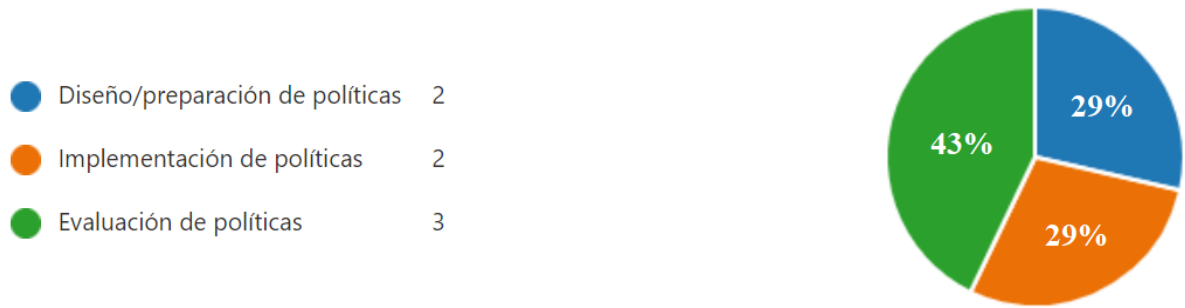 Diseño/preparación de políticas 2
Implementación de políticas 2
Evaluación de políticas 3
29%
43%
29%